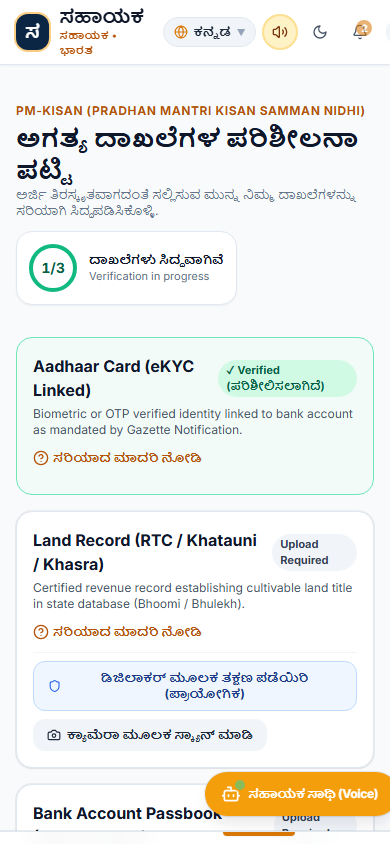 ಸ
ಸಹಾಯಕ
ಸಹಾಯಕ •
ಭಾರತ
ಕನ್ನಡ ▼
PM-KISAN (PRADHAN MANTRI KISAN SAMMAN NIDHI)
ಅಗತ್ಯ ದಾಖಲೆಗಳ ಪರಿಶೀಲನಾ
ಪಟ್ಟಿ
ಅರ್ಜಿ ತಿರಸ್ಕೃತವಾಗದಂತೆ ಸಲ್ಲಿಸುವ ಮುನ್ನ ನಿಮ್ಮ ದಾಖಲೆಗಳನ್ನು
ಸರಿಯಾಗಿ ಸಿದ್ಧಪಡಿಸಿಕೊಳ್ಳಿ.
1/3
ದಾಖಲೆಗಳು ಸಿದ್ಧವಾಗಿವೆ
Verification in progress
Aadhaar Card (eKYC
Linked)
✓ Verified
(ಪರಿಶೀಲಿಸಲಾಗಿದೆ)
Biometric or OTP verified identity linked to bank account
as mandated by Gazette Notification.
ಸರಿಯಾದ ಮಾದರಿ ನೋಡಿ
Land Record (RTC / Khatauni
/ Khasra)
Upload
Required
Certified revenue record establishing cultivable land title
in state database (Bhoomi / Bhulekh).
ಸರಿಯಾದ ಮಾದರಿ ನೋಡಿ
ಡಿಜಿಲಾಕರ್ ಮೂಲಕ ತಕ್ಷಣ ಪಡೆಯಿರಿ
(ಪ್ರಾಯೋಗಿಕ)
ಕ್ಯಾಮೆರಾ ಮೂಲಕ ಸ್ಕ್ಯಾನ್ ಮಾಡಿ
ಸಹಾಯಕ ಸಾಥಿ (Voice)
Bank Account Passbook
Upload